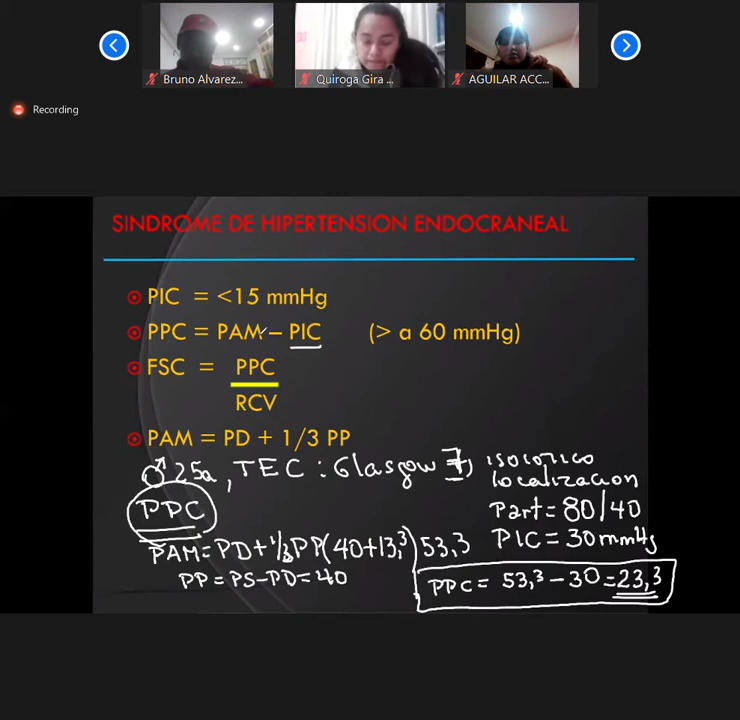 Bruno Alvarez...
Quiroga Gira ...
AGUILAR ACC...
Recording
SINDROME DE HIPERTENSION ENDOCRANEAL
PIC = <15 mmHg
PPC = PAM – PIC (> a 60 mmHg)
FSC = PPC
RCV
PAM = PD + 1/3 PP
♂ 25a, TEC: Glasgow 7, isocorico
localizacion
PPC
Part = 80/40
PAM = PD + 1/3 PP (40 + 13,3) 53,3
PIC = 30 mmHg
PP = PS - PD = 40
PPC = 53,3 - 30 = 23,3